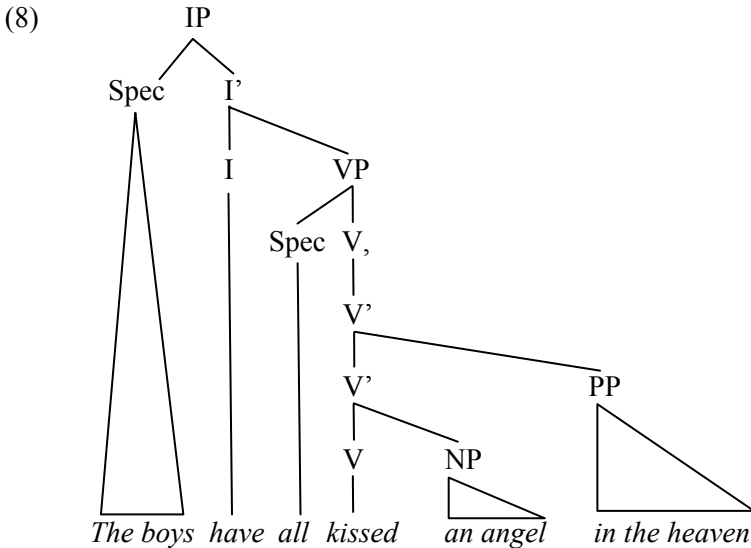 (8)
IP
Spec I’
I VP
Spec V,
V’
V’ PP
V NP
The boys have all kissed an angel in the heaven